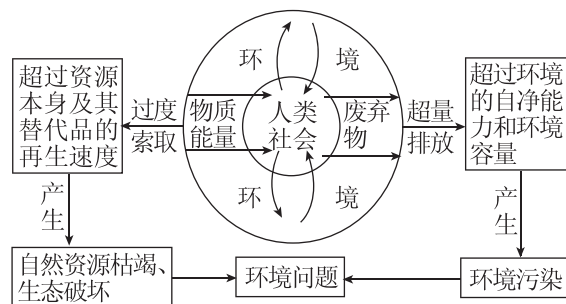 环 境
超过资源
本身及其
替代品的
再生速度
过度
索取
物质
能量
人类
社会
废弃
物
超量
排放
超过环境
的自净能
力和环境
容量
环 境
产
生
产
生
自然资源枯竭、
生态破坏
环境问题
环境污染